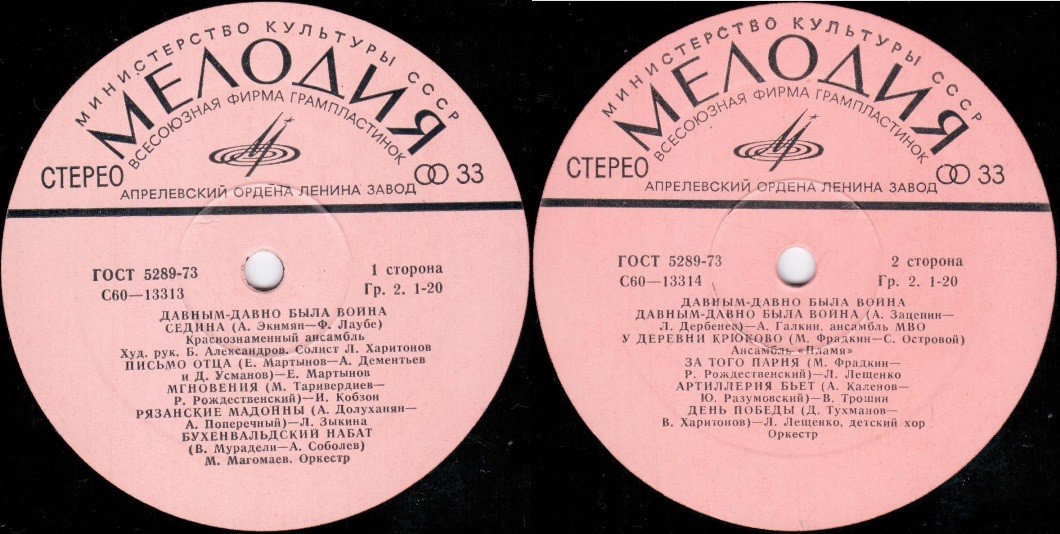 МИНИСТЕРСТВО КУЛЬТУРЫ СССР
МЕЛОДИЯ
ВСЕСОЮЗНАЯ ФИРМА ГРАМПЛАСТИНОК
СТЕРЕО 33
АПРЕЛЕВСКИЙ ОРДЕНА ЛЕНИНА ЗАВОД
ГОСТ 5289-73 1 сторона
С60—13313 Гр. 2. 1-20
ДАВНЫМ-ДАВНО БЫЛА ВОЙНА
СЕДИНА (А. Экимян—Ф. Лаубе)
Краснознаменный ансамбль
Худ. рук. Б. Александров. Солист Л. Харитонов
ПИСЬМО ОТЦА (Е. Мартынов—А. Дементьев
и Д. Усманов)—Е. Мартынов
МГНОВЕНИЯ (М. Таривердиев—
Р. Рождественский)—И. Кобзон
РЯЗАНСКИЕ МАДОННЫ (А. Долуханян—
А. Поперечный)—Л. Зыкина
БУХЕНВАЛЬДСКИЙ НАБАТ
(В. Мурадели—А. Соболев)
М. Магомаев. Оркестр
МИНИСТЕРСТВО КУЛЬТУРЫ СССР
МЕЛОДИЯ
ВСЕСОЮЗНАЯ ФИРМА ГРАМПЛАСТИНОК
СТЕРЕО 33
АПРЕЛЕВСКИЙ ОРДЕНА ЛЕНИНА ЗАВОД
ГОСТ 5289-73 2 сторона
С60—13314 Гр. 2. 1-20
ДАВНЫМ-ДАВНО БЫЛА ВОЙНА
ДАВНЫМ-ДАВНО БЫЛА ВОЙНА (А. Зацепин—
Л. Дербенев)—А. Галкин, ансамбль МВО
У ДЕРЕВНИ КРЮКОВО (М. Фрадкин—С. Островой)
Ансамбль «Пламя»
ЗА ТОГО ПАРНЯ (М. Фрадкин—
Р. Рождественский)—Л. Лещенко
АРТИЛЛЕРИЯ БЬЕТ (А. Каленов—
Ю. Разумовский)—В. Трошин
ДЕНЬ ПОБЕДЫ (Д. Тухманов—
В. Харитонов)—Л. Лещенко, детский хор
Оркестр